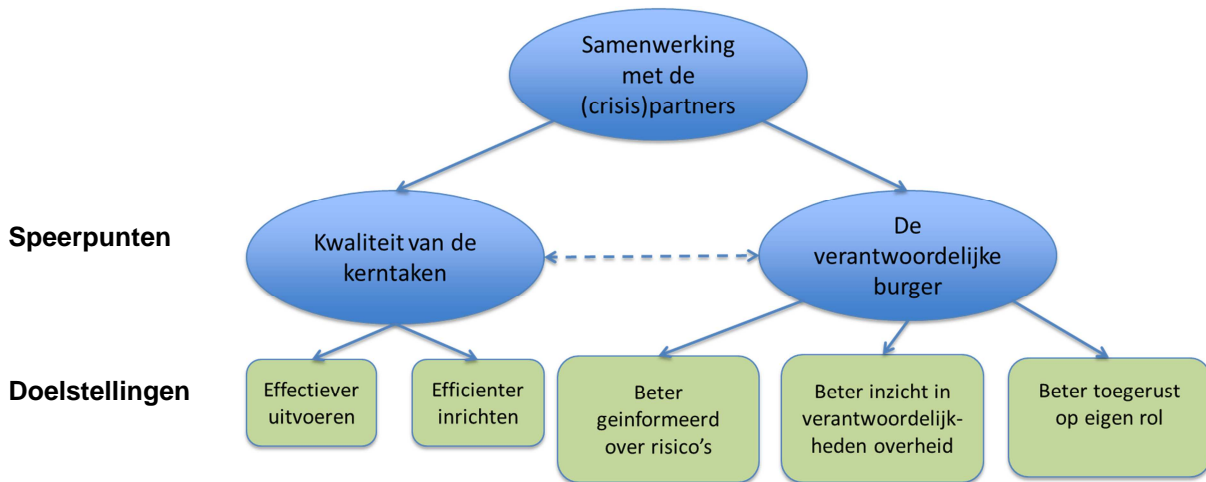 Samenwerking
met de
(crisis)partners
Speerpunten
Kwaliteit van de
kerntaken
De
verantwoordelijke
burger
Doelstellingen
Effectiever
uitvoeren
Efficienter
inrichten
Beter
geinformeerd
over risico's
Beter inzicht in
verantwoordelijk-
heden overheid
Beter toegerust
op eigen rol